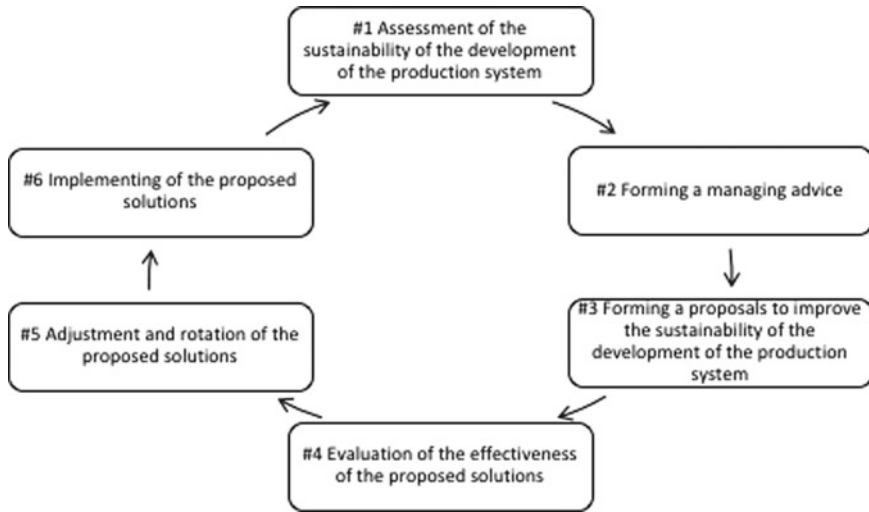 #1 Assessment of the
sustainability of the development
of the production system
#2 Forming a managing advice
#3 Forming a proposals to improve
the sustainability of the
development of the production
system
#4 Evaluation of the effectiveness
of the proposed solutions
#5 Adjustment and rotation of the
proposed solutions
#6 Implementing of the proposed
solutions